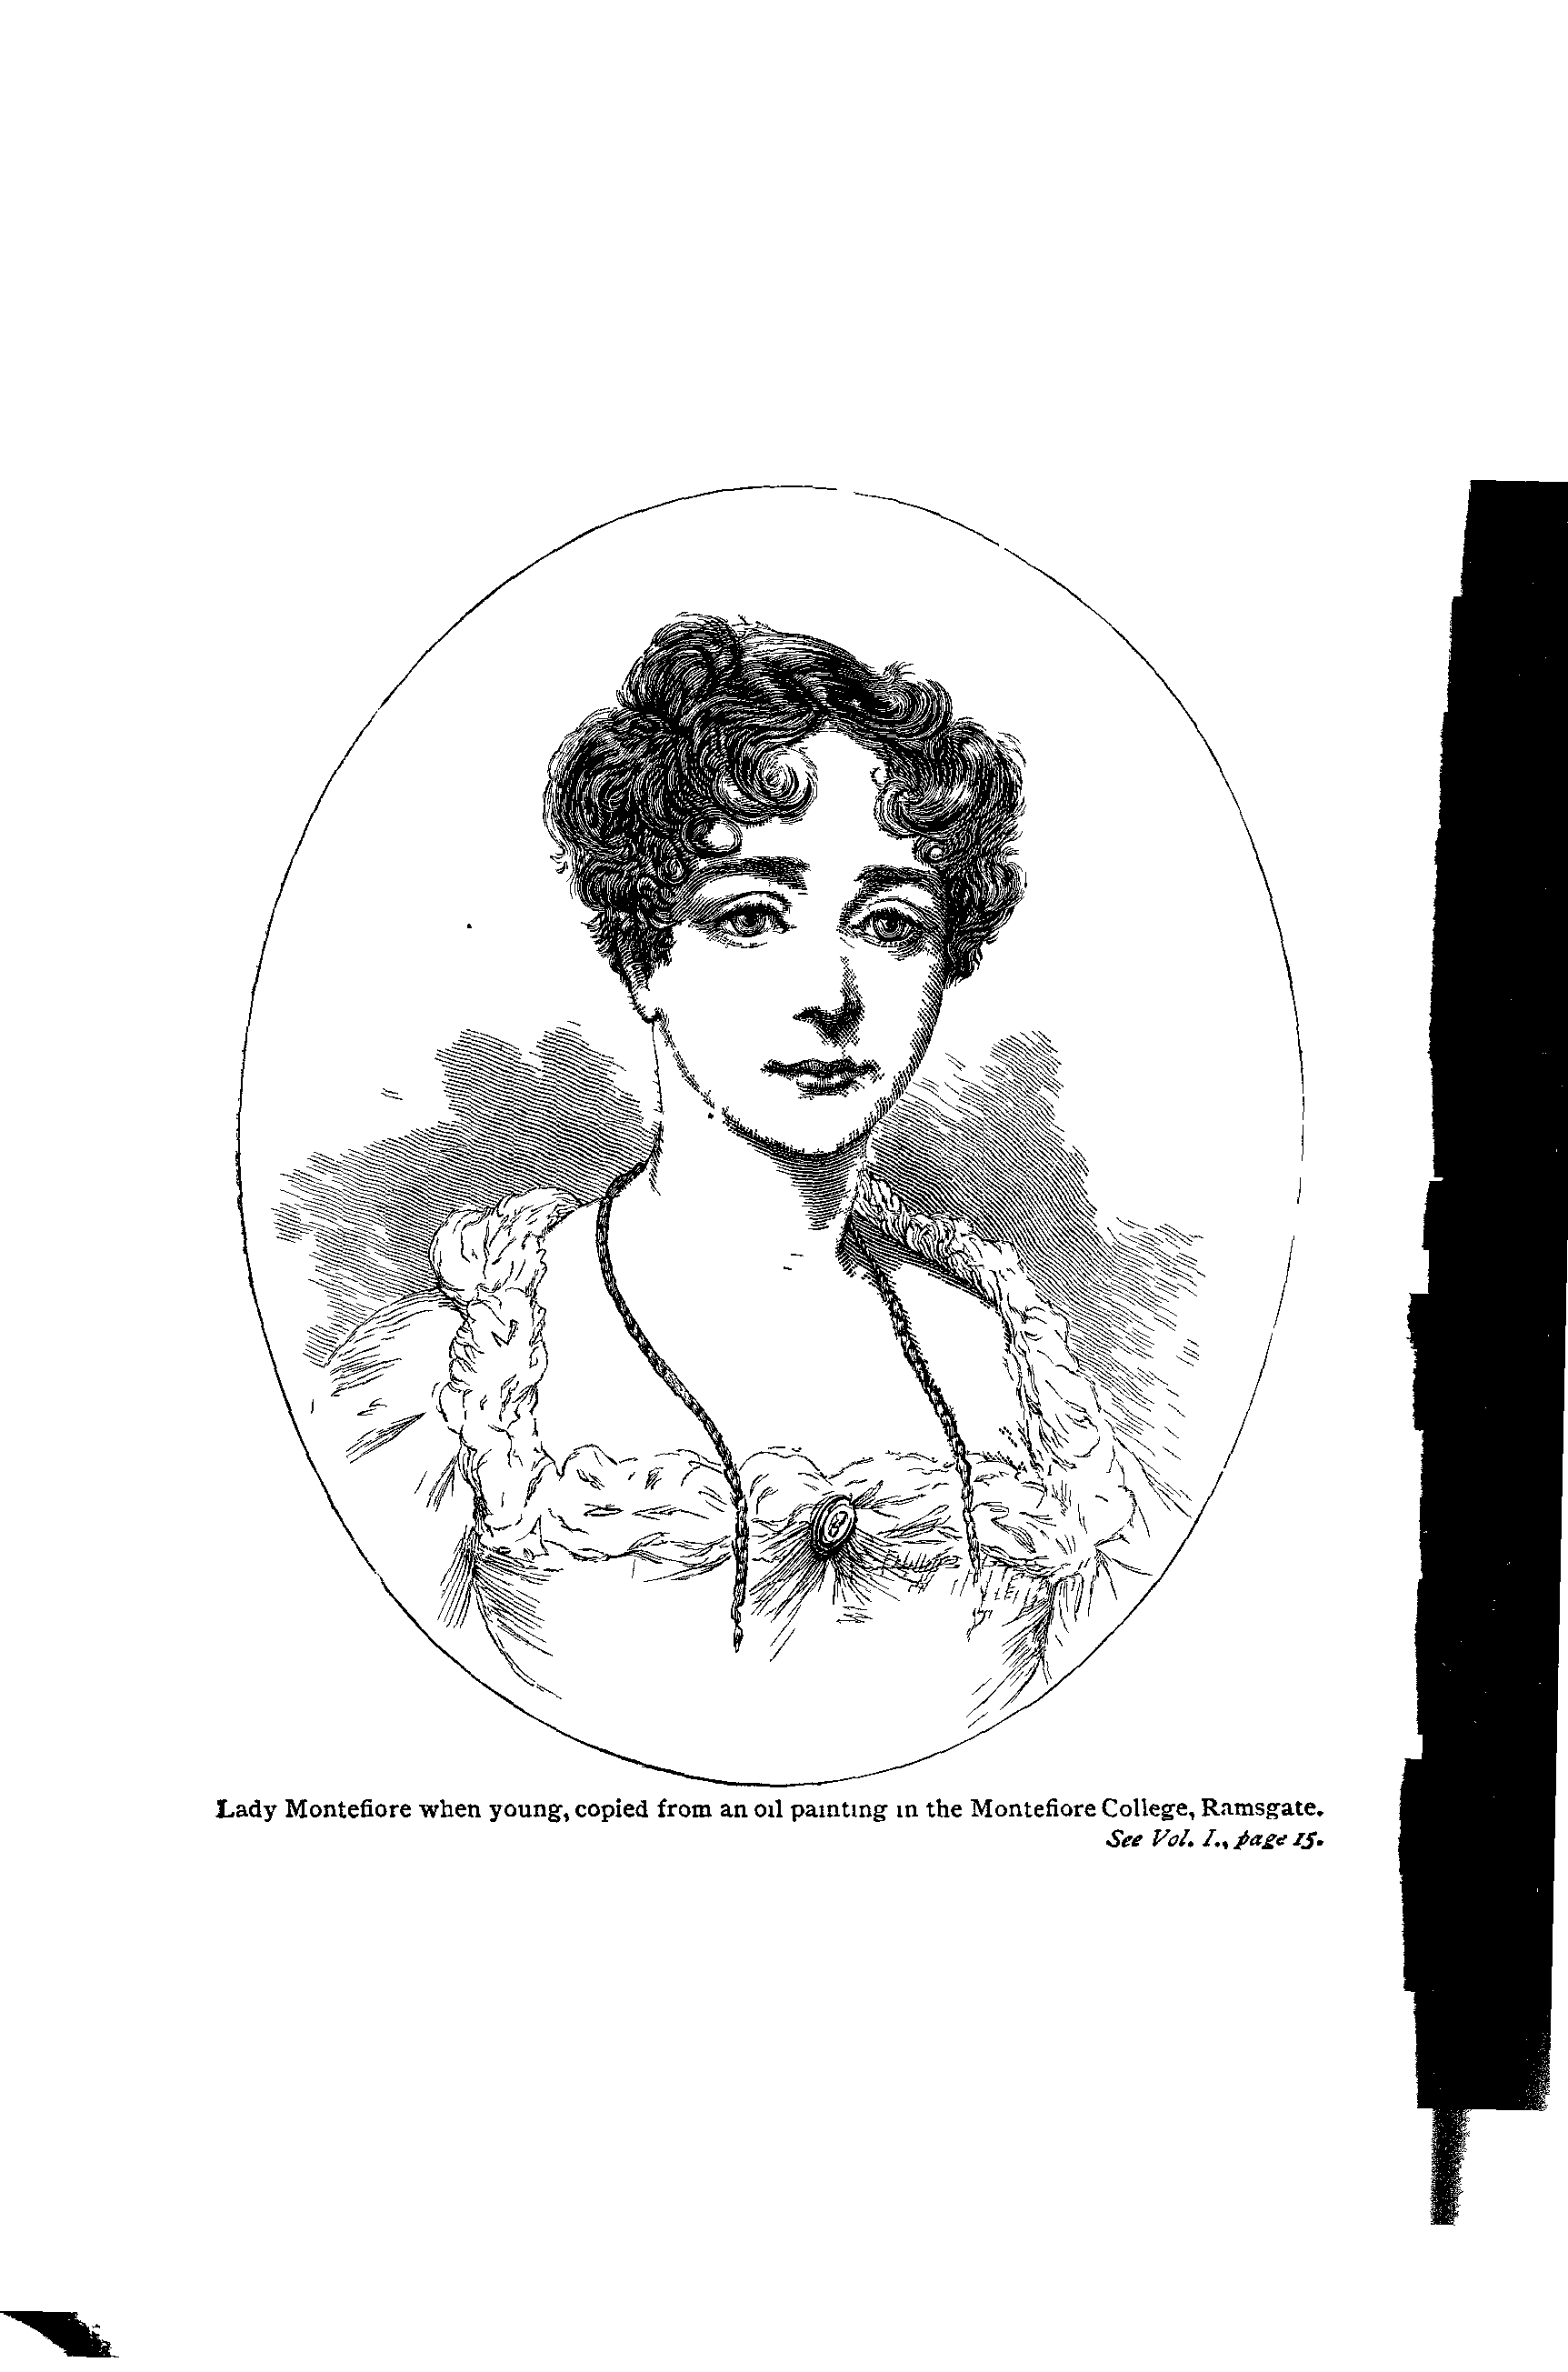 Lady Montefiore when young, copied from an oil painting in the Montefiore College, Ramsgate.
See Vol. I., page 15.